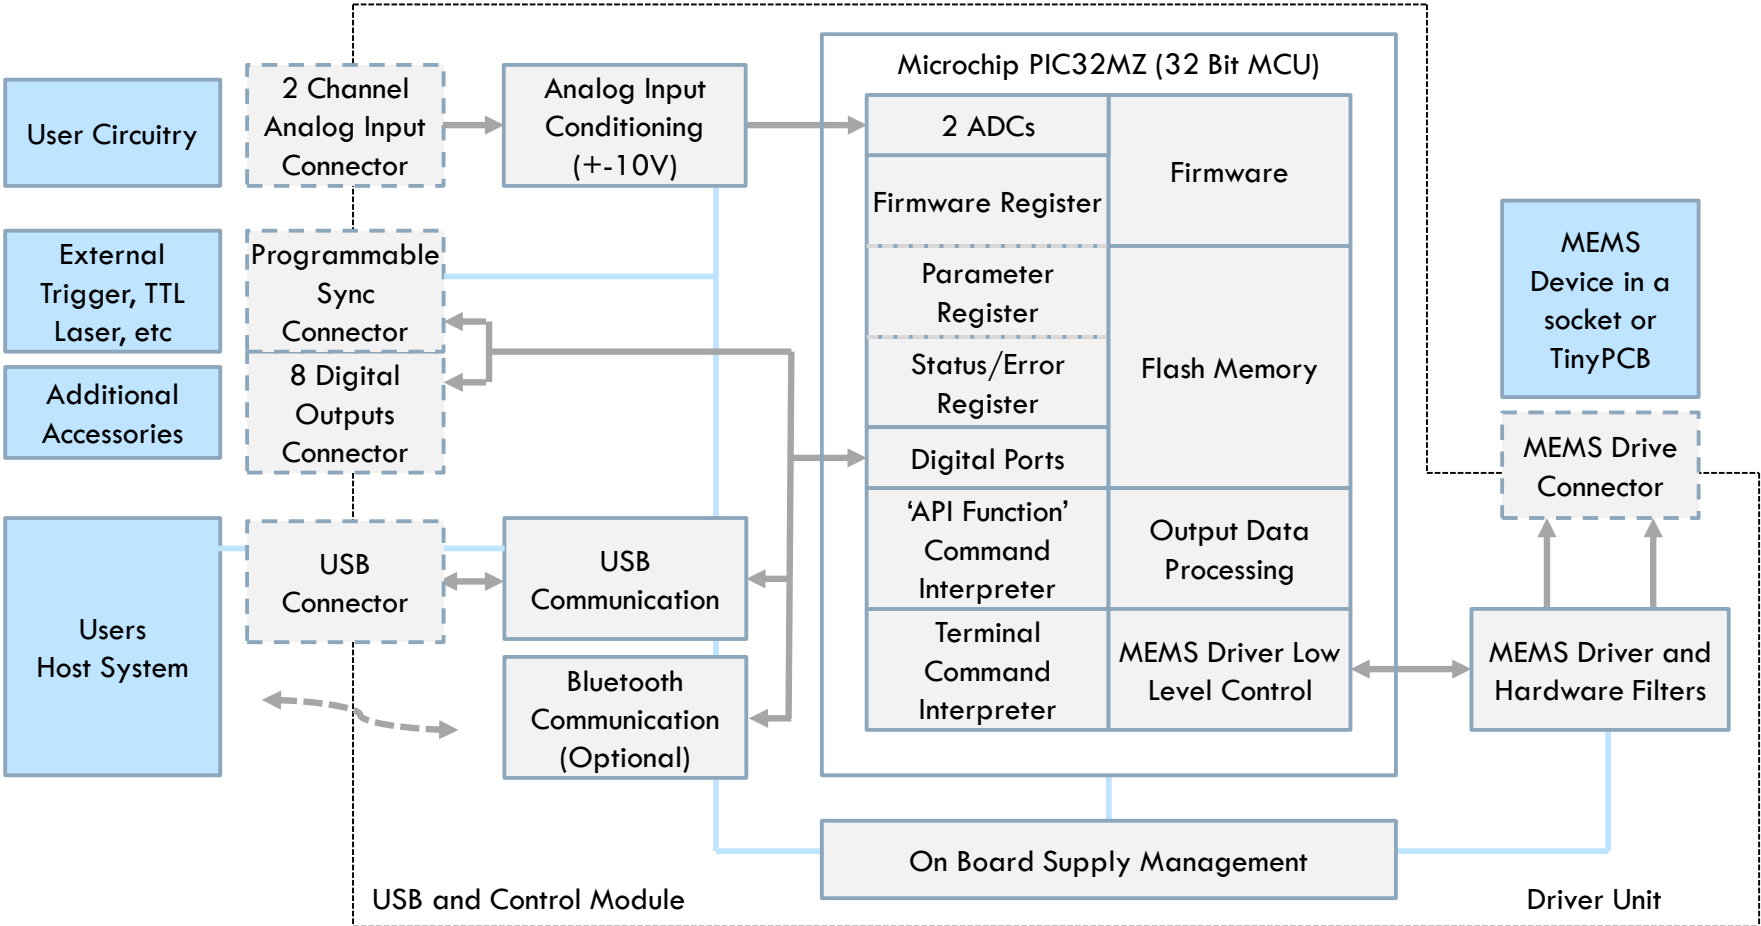 Microchip PIC32MZ (32 Bit MCU)
User Circuitry
2 Channel
Analog Input
Connector
Analog Input
Conditioning
(+-10V)
2 ADCs
Firmware
Firmware Register
External
Trigger, TTL
Laser, etc
Programmable
Sync
Connector
Parameter
Register
MEMS
Device in a
socket or
TinyPCB
Additional
Accessories
8 Digital
Outputs
Connector
Status/Error
Register
Flash Memory
Digital Ports
MEMS Drive
Connector
Users
Host System
USB
Connector
USB
Communication
‘API Function’
Command
Interpreter
Output Data
Processing
Bluetooth
Communication
(Optional)
Terminal
Command
Interpreter
MEMS Driver Low
Level Control
MEMS Driver and
Hardware Filters
On Board Supply Management
USB and Control Module
Driver Unit